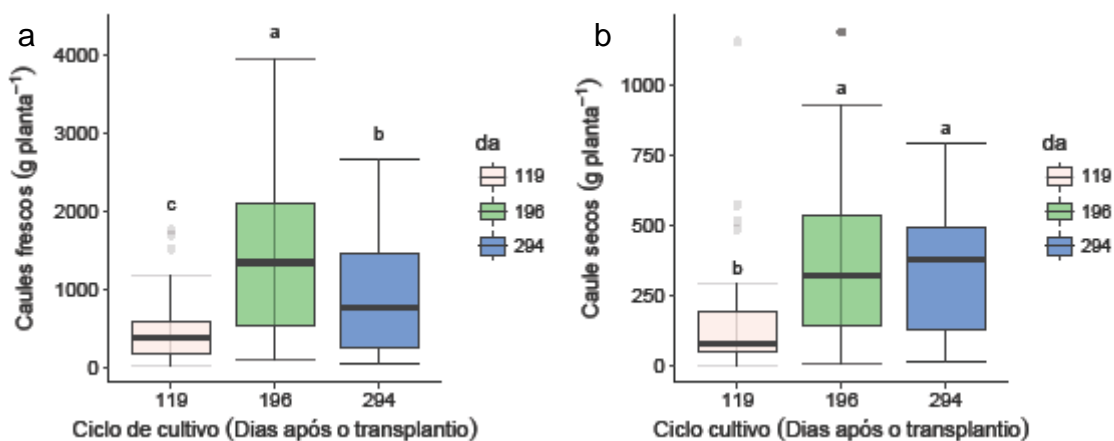 a
Caules frescos (g planta⁻¹)
4000
3000
2000
1000
0
c
a
b
119
196
294
Ciclo de cultivo (Dias após o transplantio)
da
119
196
294
b
Caule secos (g planta⁻¹)
1000
750
500
250
0
b
a
a
119
196
294
Ciclo cultivo (Dias após o transplantio)
da
119
196
294